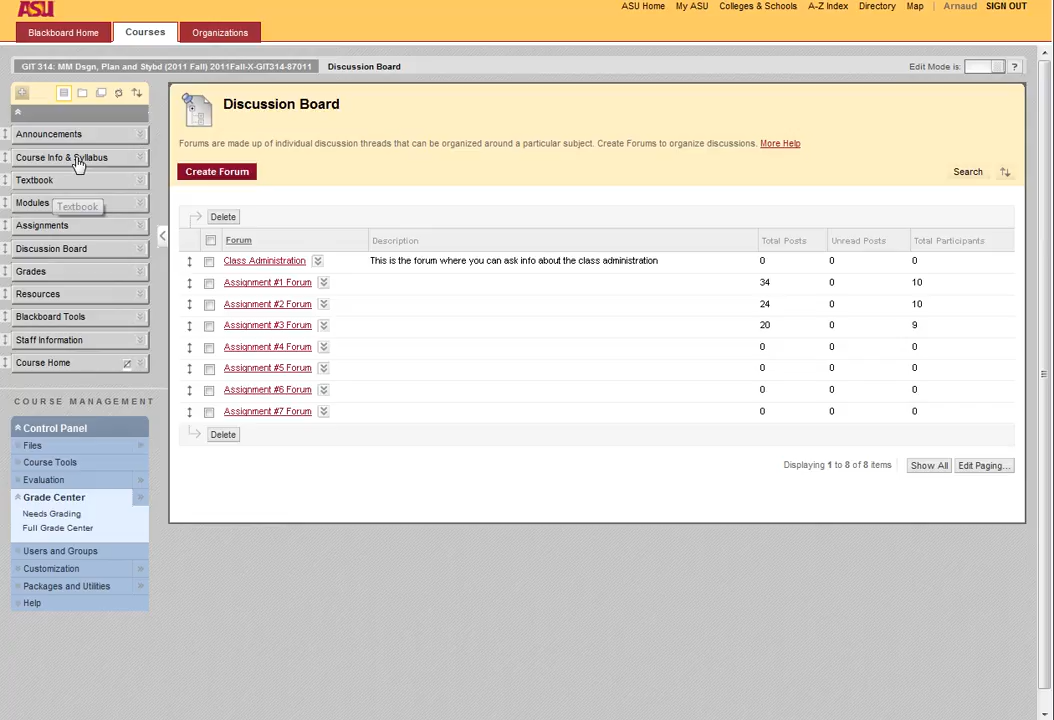 ASU
ASU Home My ASU Colleges & Schools A-Z Index Directory Map | Arnaud SIGN OUT
Blackboard Home Courses Organizations
GIT 314: MM Dsgn, Plan and Stybd (2011 Fall) 2011Fall-X-GIT314-87011 Discussion Board Edit Mode is: ?
Discussion Board
Forums are made up of individual discussion threads that can be organized around a particular subject. Create Forums to organize discussions. More Help
Create Forum Search
Announcements
Course Info & Syllabus
Textbook
Modules
Textbook
Assignments
Discussion Board
Grades
Resources
Blackboard Tools
Staff Information
Course Home
COURSE MANAGEMENT
Control Panel
Files
Course Tools
Evaluation
Grade Center
Needs Grading
Full Grade Center
Users and Groups
Customization
Packages and Utilities
Help
Delete
Forum Description Total Posts Unread Posts Total Participants
Class Administration This is the forum where you can ask info about the class administration 0 0 0
Assignment #1 Forum 34 0 10
Assignment #2 Forum 24 0 10
Assignment #3 Forum 20 0 9
Assignment #4 Forum 0 0 0
Assignment #5 Forum 0 0 0
Assignment #6 Forum 0 0 0
Assignment #7 Forum 0 0 0
Delete
Displaying 1 to 8 of 8 items Show All Edit Paging...